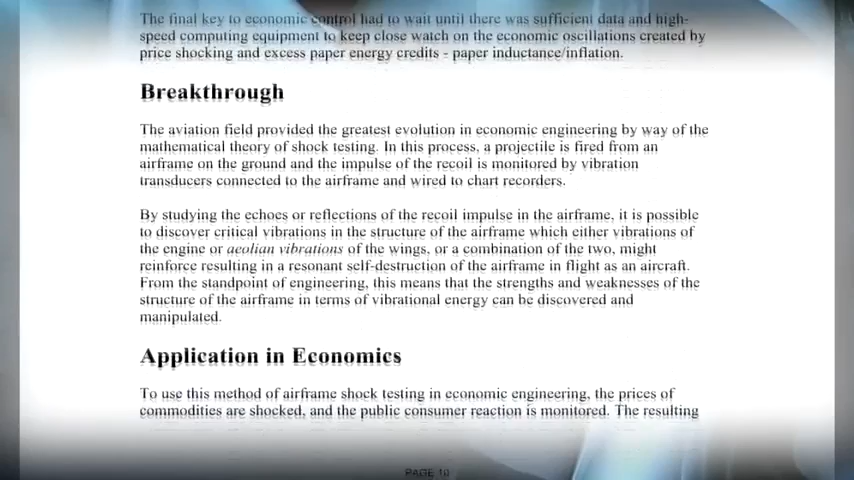 The final key to economic control had to wait until there was sufficient data and high-
speed computing equipment to keep close watch on the economic oscillations created by
price shocking and excess paper energy credits - paper inductance/inflation.
Breakthrough
The aviation field provided the greatest evolution in economic engineering by way of the
mathematical theory of shock testing. In this process, a projectile is fired from an
airframe on the ground and the impulse of the recoil is monitored by vibration
transducers connected to the airframe and wired to chart recorders.
By studying the echoes or reflections of the recoil impulse in the airframe, it is possible
to discover critical vibrations in the structure of the airframe which either vibrations of
the engine or aeolian vibrations of the wings, or a combination of the two, might
reinforce resulting in a resonant self-destruction of the airframe in flight as an aircraft.
From the standpoint of engineering, this means that the strengths and weaknesses of the
structure of the airframe in terms of vibrational energy can be discovered and
manipulated.
Application in Economics
To use this method of airframe shock testing in economic engineering, the prices of
commodities are shocked, and the public consumer reaction is monitored. The resulting
PAGE 10